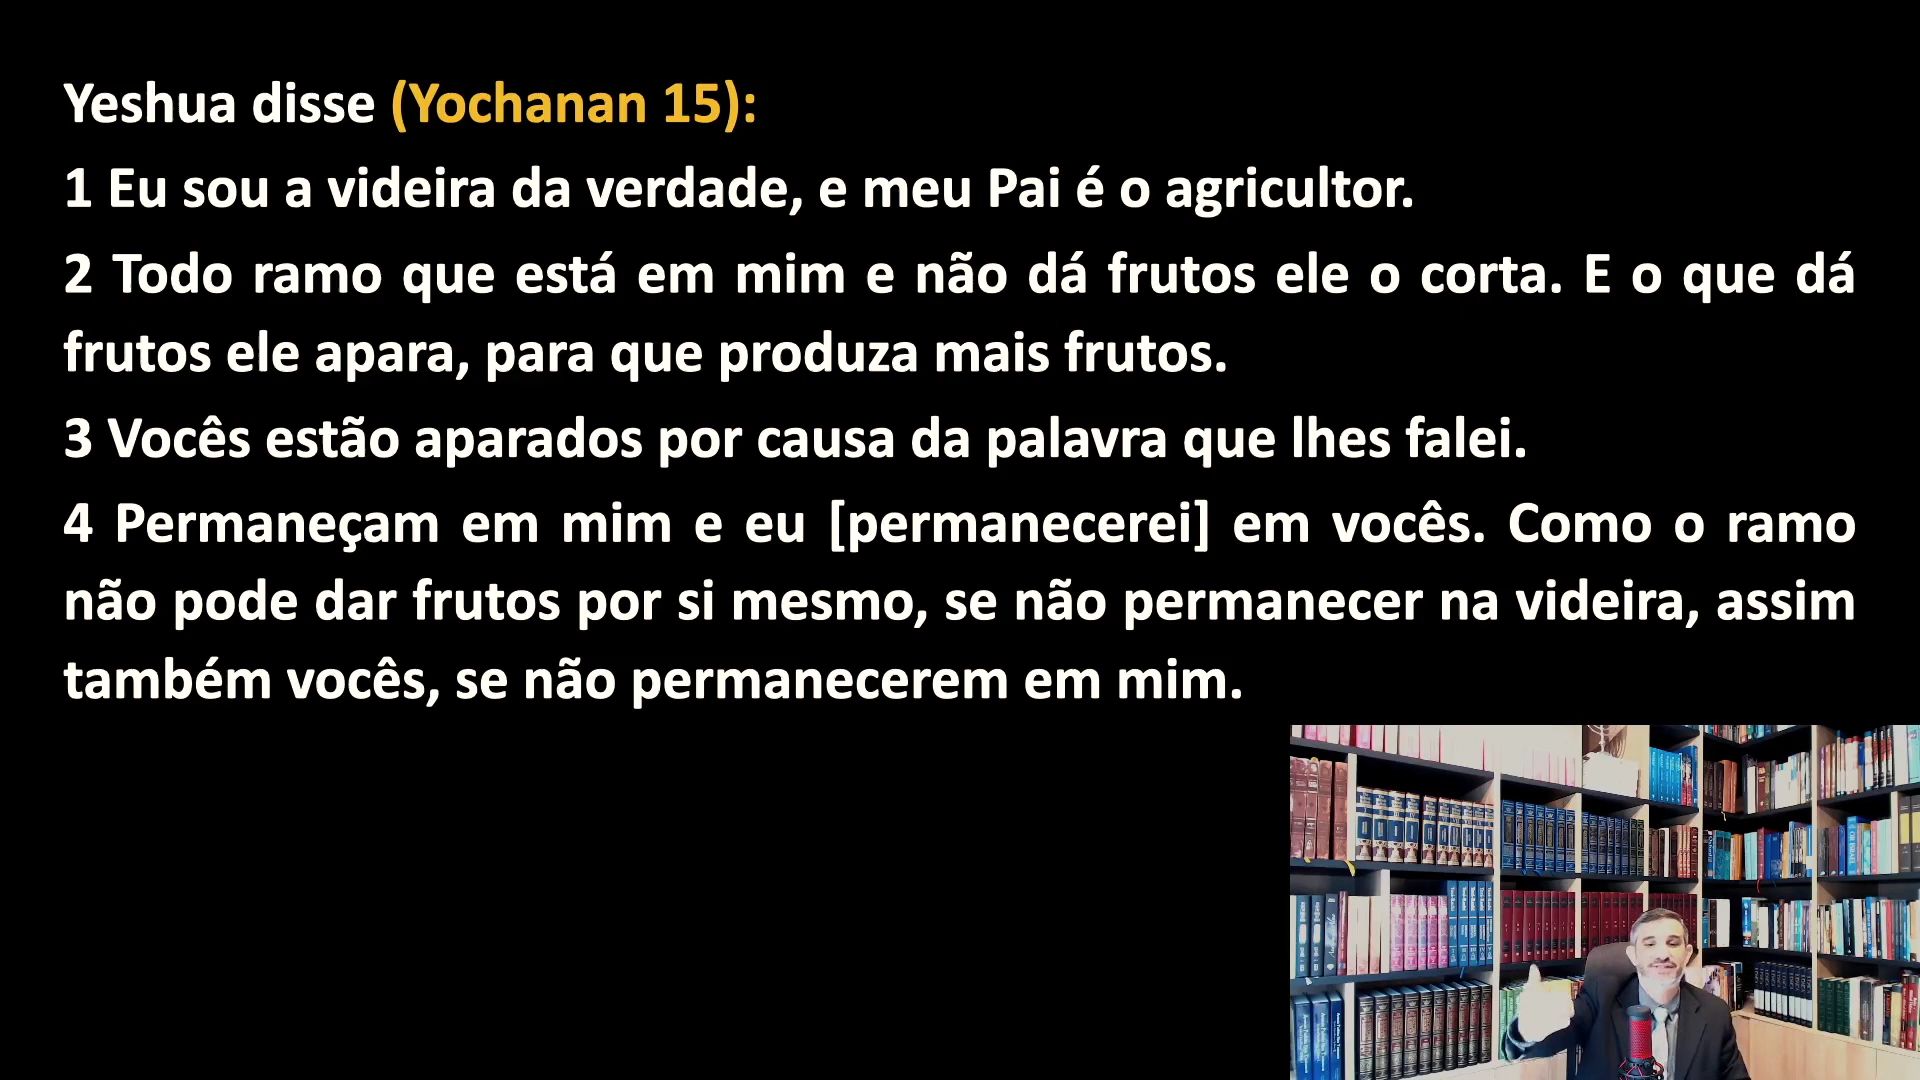 Yeshua disse (Yochanan 15):
1 Eu sou a videira da verdade, e meu Pai é o agricultor.
2 Todo ramo que está em mim e não dá frutos ele o corta. E o que dá
frutos ele apara, para que produza mais frutos.
3 Vocês estão aparados por causa da palavra que lhes falei.
4 Permaneçam em mim e eu [permanecerei] em vocês. Como o ramo
não pode dar frutos por si mesmo, se não permanecer na videira, assim
também vocês, se não permanecerem em mim.